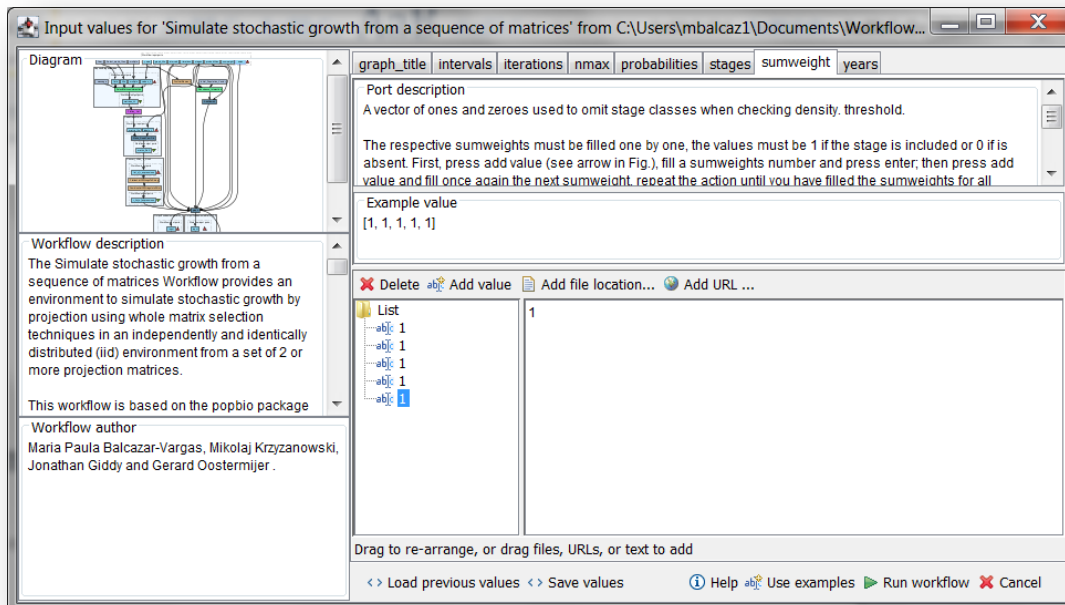 Input values for 'Simulate stochastic growth from a sequence of matrices' from C:\Users\mbalcaz1\Documents\Workflow...
Diagram
graph_title intervals iterations nmax probabilities stages sumweight years
Port description
A vector of ones and zeroes used to omit stage classes when checking density. threshold.
The respective sumweights must be filled one by one, the values must be 1 if the stage is included or 0 if is
absent. First, press add value (see arrow in Fig.), fill a sumweights number and press enter; then press add
value and fill once again the next sumweight, repeat the action until you have filled the sumweights for all
Example value
[1, 1, 1, 1, 1]
Workflow description
The Simulate stochastic growth from a
sequence of matrices Workflow provides an
environment to simulate stochastic growth by
projection using whole matrix selection
techniques in an independently and identically
distributed (iid) environment from a set of 2 or
more projection matrices.
This workflow is based on the popbio package
Workflow author
Maria Paula Balcazar-Vargas, Mikolaj Krzyzanowski,
Jonathan Giddy and Gerard Oostermijer .
Delete Add value Add file location... Add URL ...
List
1
1
1
1
1
1
Drag to re-arrange, or drag files, URLs, or text to add
Load previous values Save values Help Use examples Run workflow Cancel